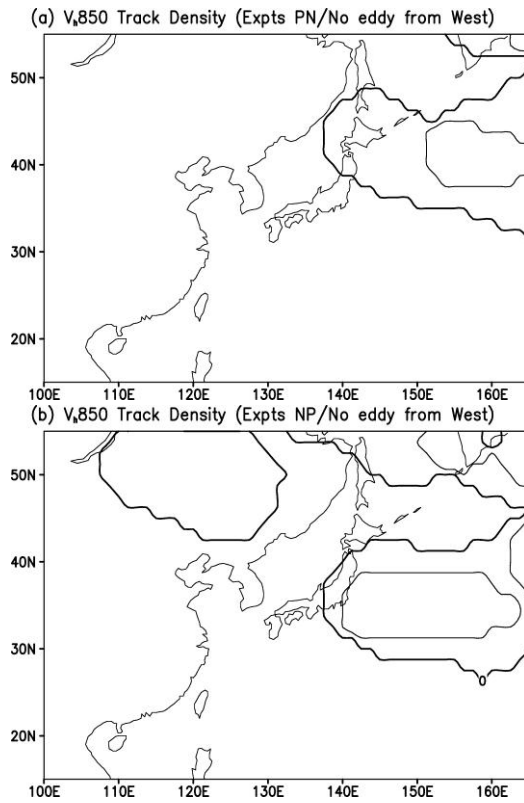 (a) Vₕ850 Track Density (Expts PN/No eddy from West)
50N
40N
30N
20N
100E 110E 120E 130E 140E 150E 160E
(b) Vₕ850 Track Density (Expts NP/No eddy from West)
50N
40N
30N
0
20N
100E 110E 120E 130E 140E 150E 160E